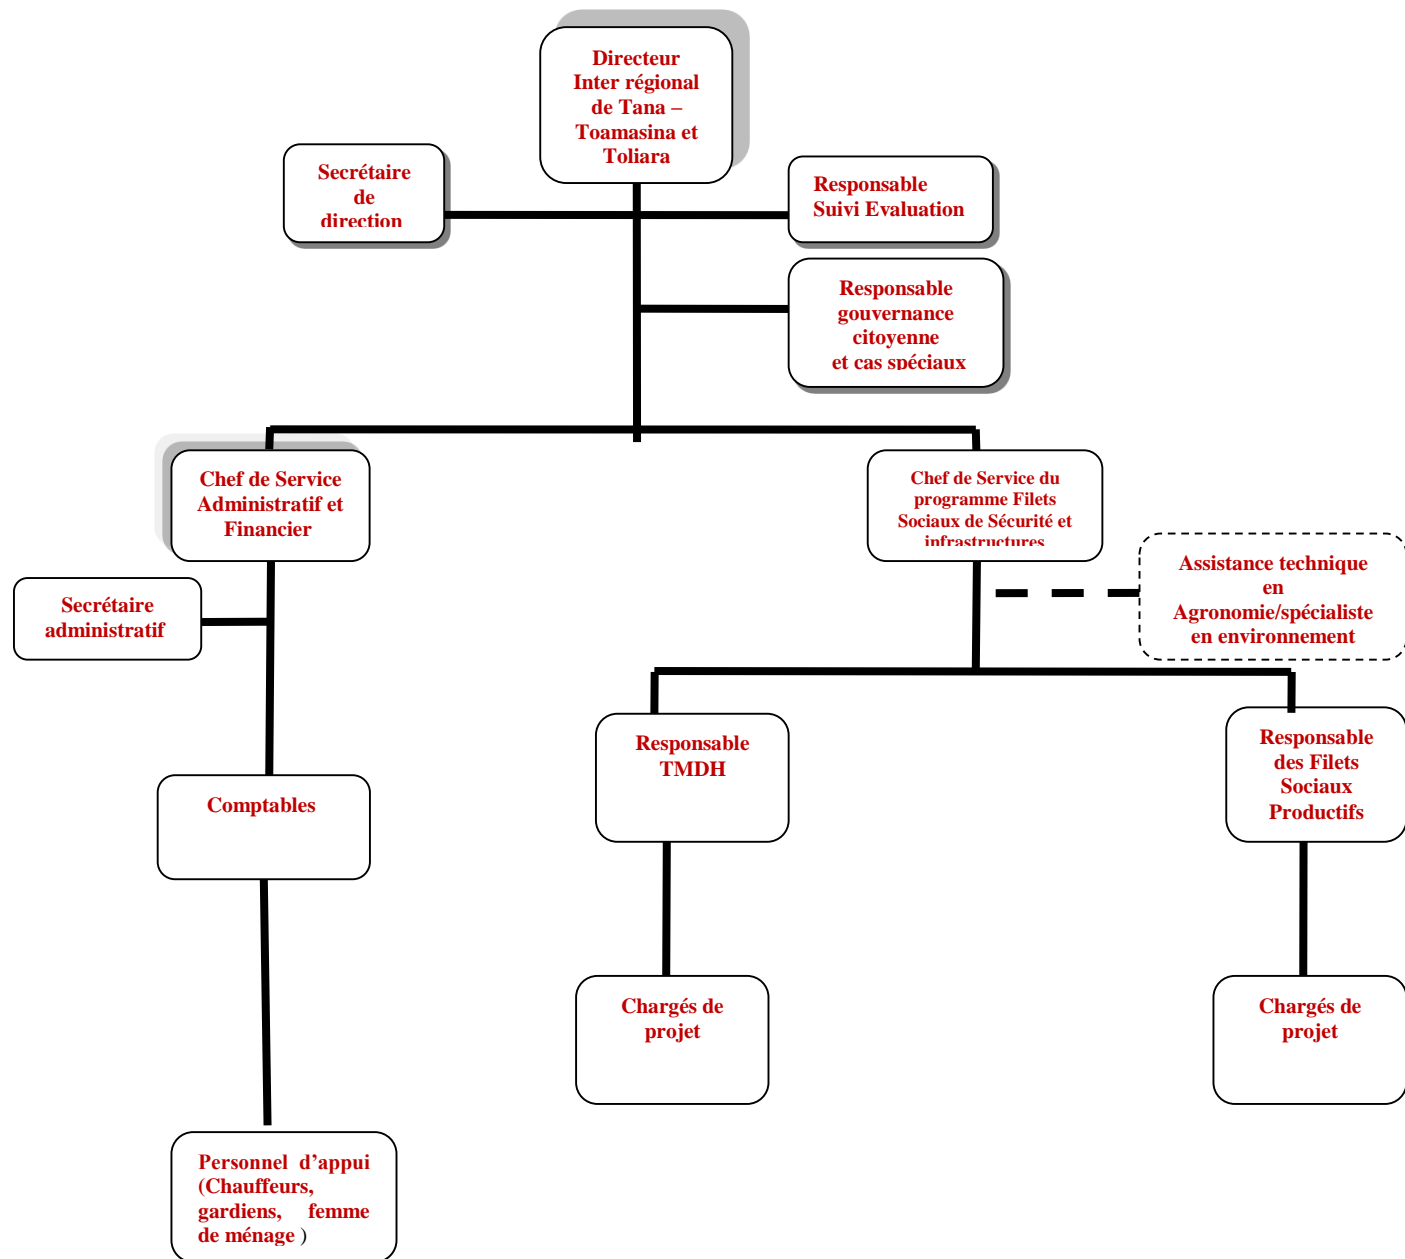 Directeur
Inter régional
de Tana –
Toamasina et
Toliara
Secrétaire
de
direction
Responsable
Suivi Evaluation
Responsable
gouvernance
citoyenne
et cas spéciaux
Chef de Service
Administratif et
Financier
Chef de Service du
programme Filets
Sociaux de Sécurité et
infrastructures
Assistance technique
en
Agronomie/spécialiste
en environnement
Secrétaire
administratif
Responsable
TMDH
Responsable
des Filets
Sociaux
Productifs
Comptables
Chargés de
projet
Chargés de
projet
Personnel d’appui
(Chauffeurs,
gardiens, femme
de ménage )